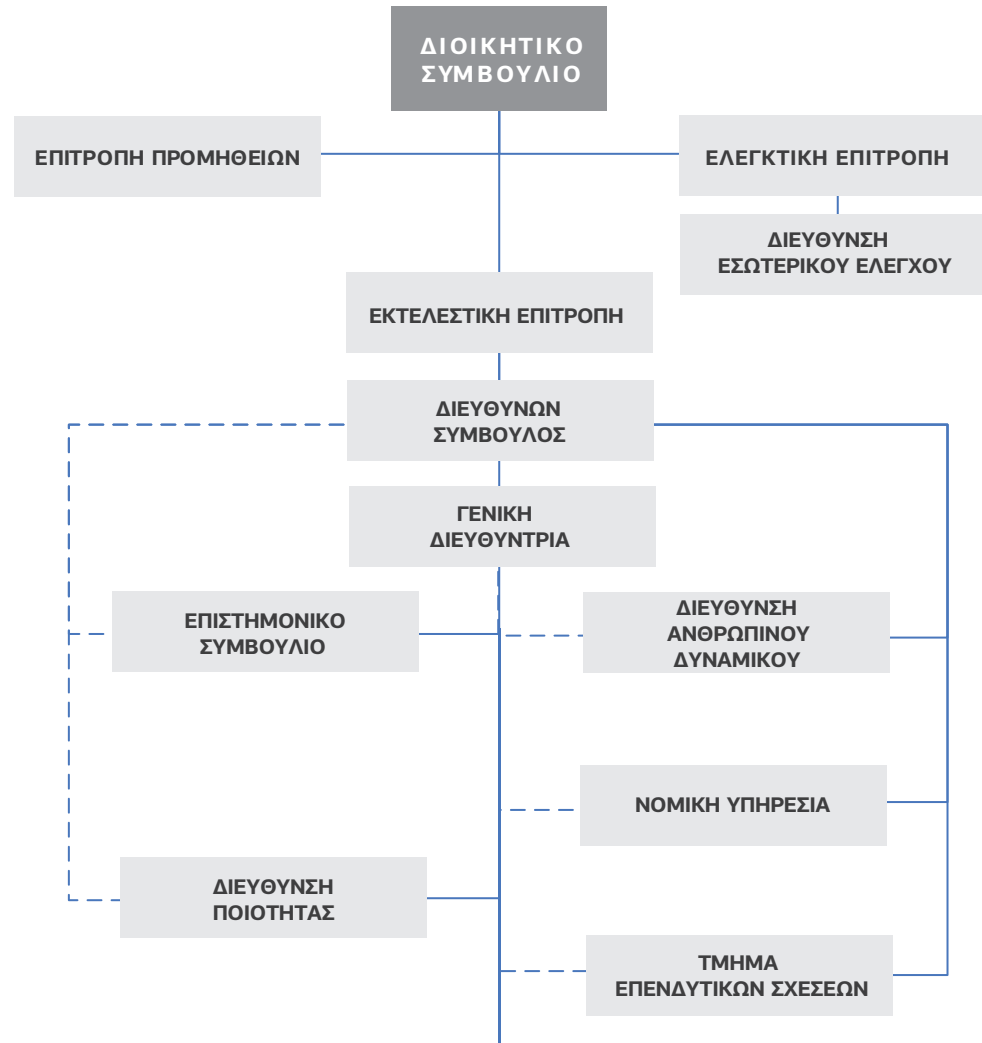 ΔΙΟΙΚΗΤΙΚΟ
ΣΥΜΒΟΥΛΙΟ
ΕΠΙΤΡΟΠΗ ΠΡΟΜΗΘΕΙΩΝ
ΕΛΕΓΚΤΙΚΗ ΕΠΙΤΡΟΠΗ
ΔΙΕΥΘΥΝΣΗ
ΕΣΩΤΕΡΙΚΟΥ ΕΛΕΓΧΟΥ
ΕΚΤΕΛΕΣΤΙΚΗ ΕΠΙΤΡΟΠΗ
ΔΙΕΥΘΥΝΩΝ
ΣΥΜΒΟΥΛΟΣ
ΓΕΝΙΚΗ
ΔΙΕΥΘΥΝΤΡΙΑ
ΕΠΙΣΤΗΜΟΝΙΚΟ
ΣΥΜΒΟΥΛΙΟ
ΔΙΕΥΘΥΝΣΗ
ΑΝΘΡΩΠΙΝΟΥ
ΔΥΝΑΜΙΚΟΥ
ΝΟΜΙΚΗ ΥΠΗΡΕΣΙΑ
ΔΙΕΥΘΥΝΣΗ
ΠΟΙΟΤΗΤΑΣ
ΤΜΗΜΑ
ΕΠΕΝΔΥΤΙΚΩΝ ΣΧΕΣΕΩΝ